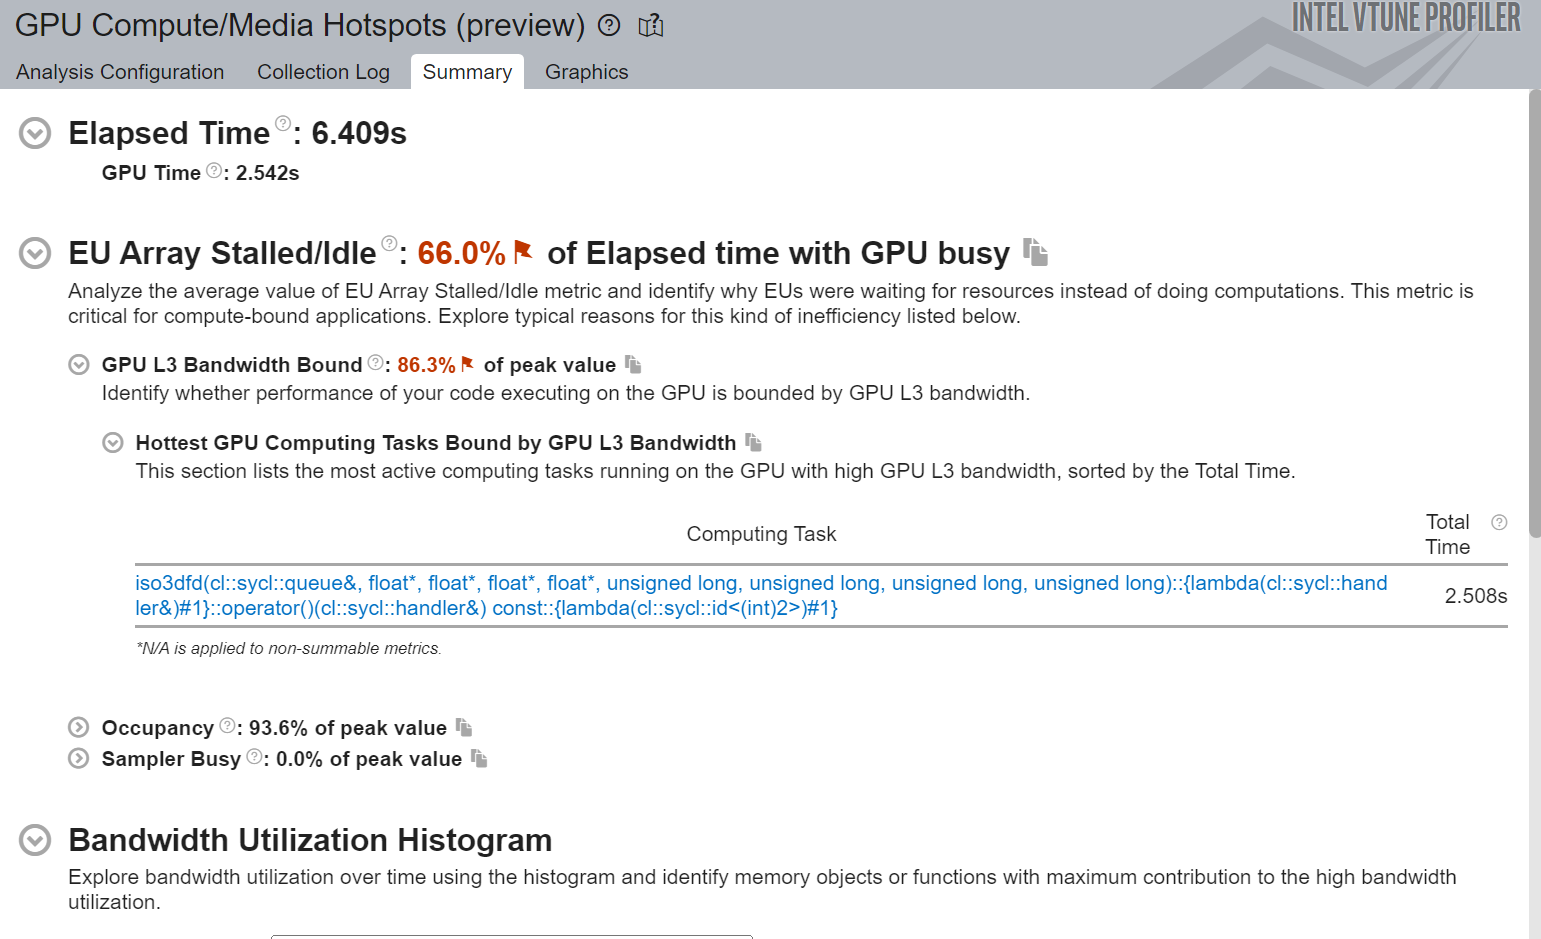 GPU Compute/Media Hotspots (preview)
INTEL VTUNE PROFILER
Analysis Configuration Collection Log Summary Graphics
Elapsed Time: 6.409s
GPU Time: 2.542s
EU Array Stalled/Idle: 66.0% of Elapsed time with GPU busy
Analyze the average value of EU Array Stalled/Idle metric and identify why EUs were waiting for resources instead of doing computations. This metric is
critical for compute-bound applications. Explore typical reasons for this kind of inefficiency listed below.
GPU L3 Bandwidth Bound: 86.3% of peak value
Identify whether performance of your code executing on the GPU is bounded by GPU L3 bandwidth.
Hottest GPU Computing Tasks Bound by GPU L3 Bandwidth
This section lists the most active computing tasks running on the GPU with high GPU L3 bandwidth, sorted by the Total Time.
Computing Task
Total
Time
iso3dfd(cl::sycl::queue&, float*, float*, float*, float*, unsigned long, unsigned long, unsigned long, unsigned long)::{lambda(cl::sycl::hand
ler&)#1}::operator()(cl::sycl::handler&) const::{lambda(cl::sycl::id<(int)2>)#1}
2.508s
*N/A is applied to non-summable metrics.
Occupancy: 93.6% of peak value
Sampler Busy: 0.0% of peak value
Bandwidth Utilization Histogram
Explore bandwidth utilization over time using the histogram and identify memory objects or functions with maximum contribution to the high bandwidth
utilization.